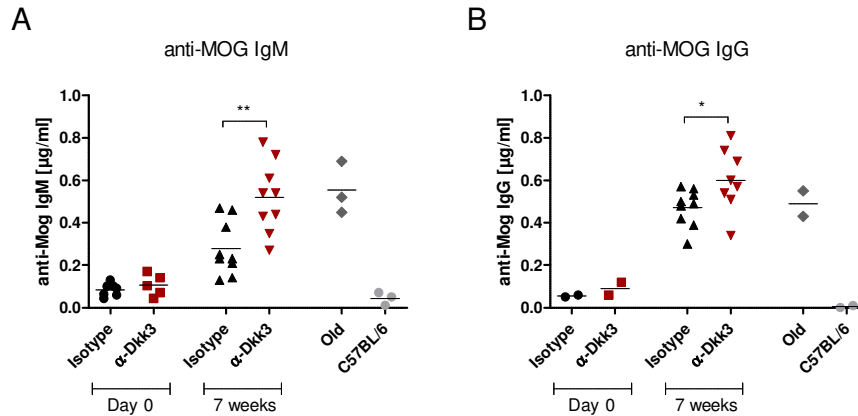 A
anti-MOG IgM
anti-Mog IgM [µg/ml]
1.0
0.8
0.6
0.4
0.2
0.0
**
Isotype
α-Dkk3
Isotype
α-Dkk3
Old
C57BL/6
Day 0
7 weeks
B
anti-MOG IgG
anti-Mog IgG [µg/ml]
1.0
0.8
0.6
0.4
0.2
0.0
*
Isotype
α-Dkk3
Isotype
α-Dkk3
Old
C57BL/6
Day 0
7 weeks